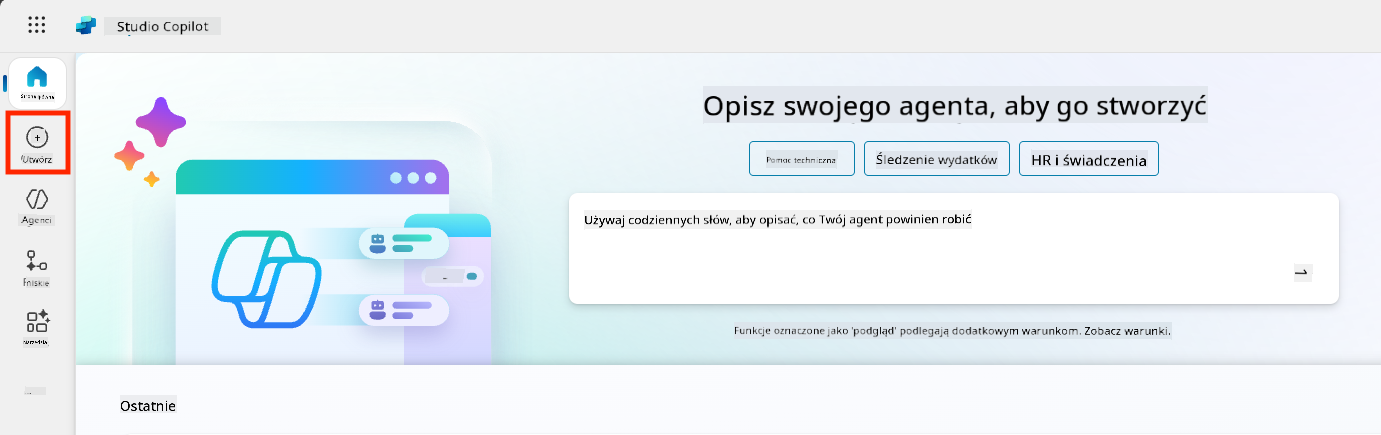 Studio Copilot
Strona główna
Utwórz
Agenci
Narzędzia
Opisz swojego agenta, aby go stworzyć
Pomoc techniczna
Śledzenie wydatków
HR i świadczenia
Używaj codziennych słów, aby opisać, co Twój agent powinien robić
Funkcje oznaczone jako 'podgląd' podlegają dodatkowym warunkom. Zobacz warunki.
Ostatnie